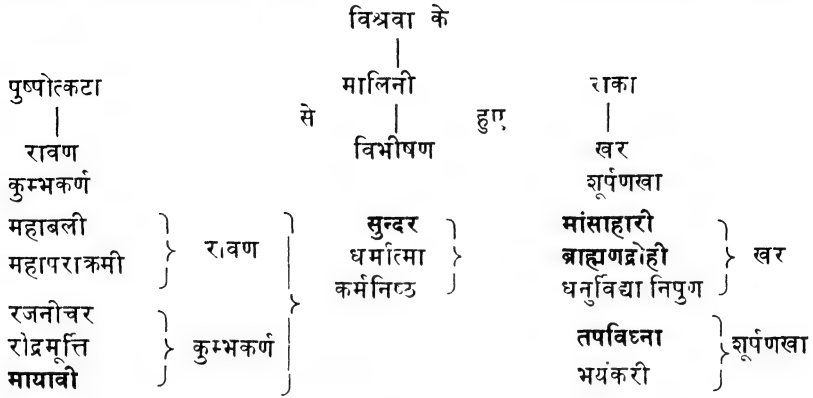 विश्रवा के
पुष्पोत्कटा मालिनी राका
से हुए
रावण विभीषण खर
कुम्भकर्ण शूर्पणखा
महाबली सुन्दर मांसाहारी
महापराक्रमी रावण धर्मात्मा ब्राह्मणद्रोही खर
कर्मनिष्ठ धनुर्विद्या निपुण
रजनीचर
रोद्रमूर्त्ति कुम्भकर्ण तपविघ्ना शूर्पणखा
मायावी भयंकरी